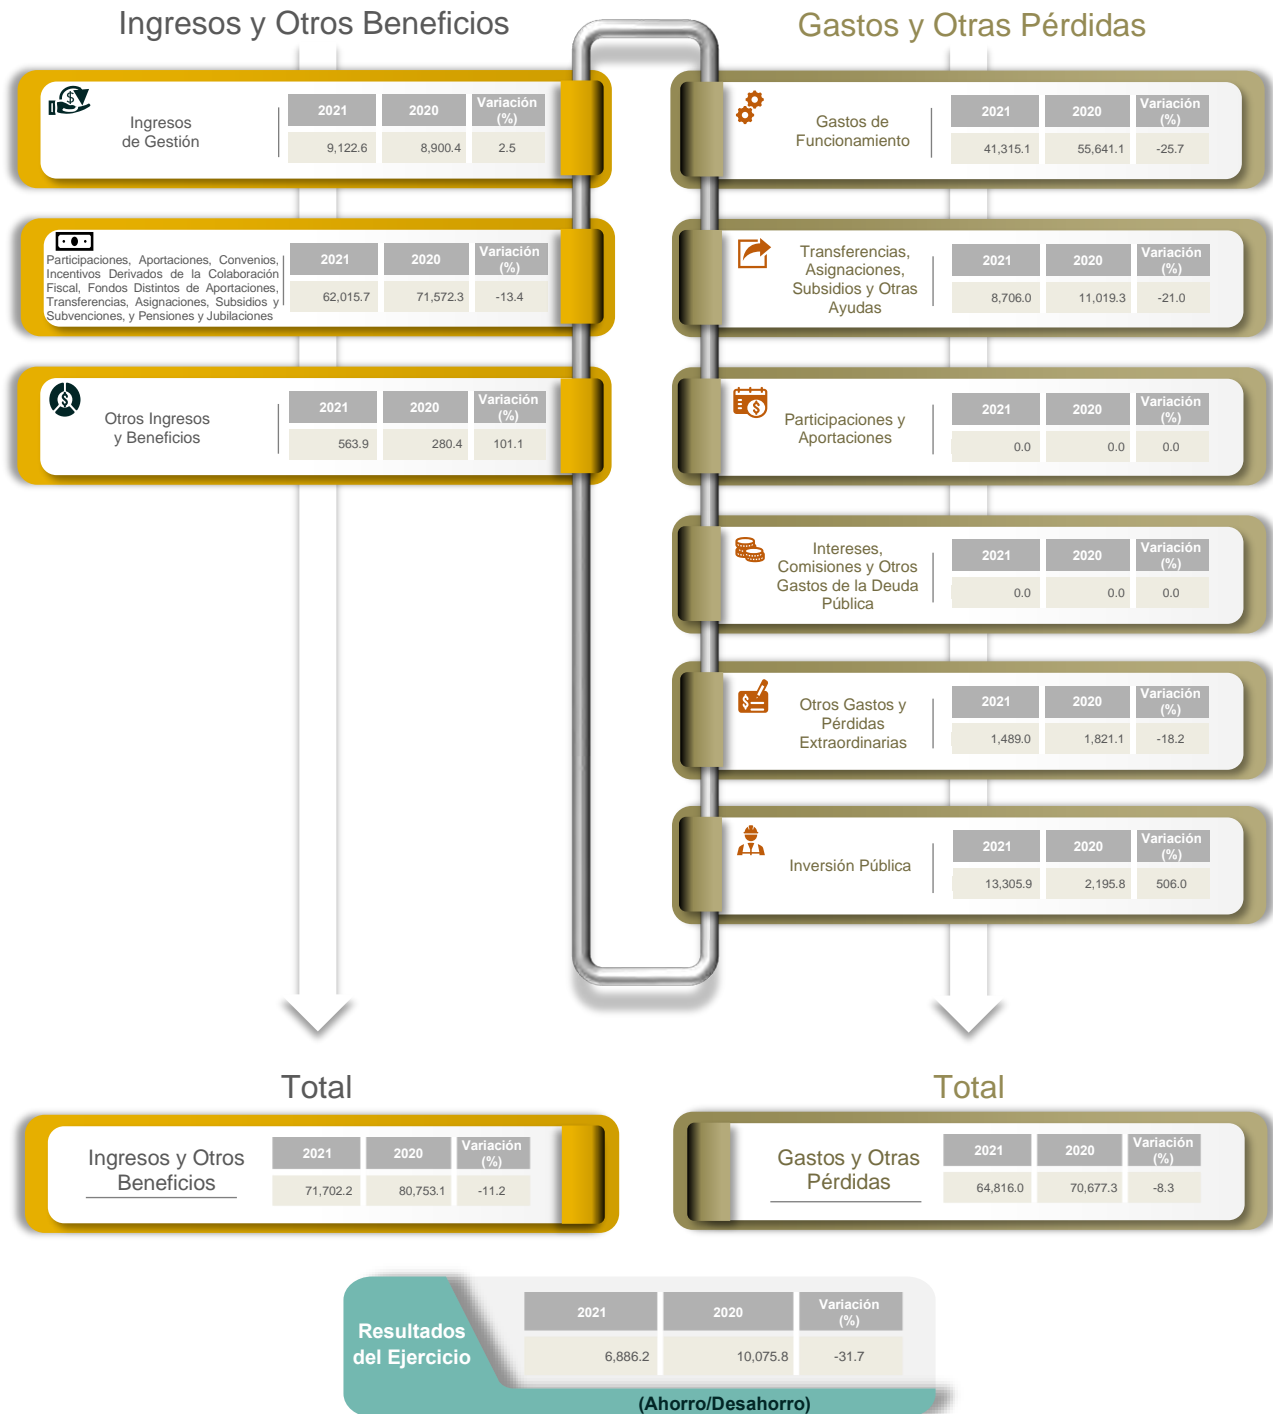 Ingresos y Otros Beneficios
Ingresos
de Gestión
2021 2020 Variación (%)
9,122.6 8,900.4 2.5
Participaciones, Aportaciones, Convenios,
Incentivos Derivados de la Colaboración
Fiscal, Fondos Distintos de Aportaciones,
Transferencias, Asignaciones, Subsidios y
Subvenciones, y Pensiones y Jubilaciones
2021 2020 Variación (%)
62,015.7 71,572.3 -13.4
Otros Ingresos
y Beneficios
2021 2020 Variación (%)
563.9 280.4 101.1
Total
Ingresos y Otros
Beneficios
2021 2020 Variación (%)
71,702.2 80,753.1 -11.2
Gastos y Otras Pérdidas
Gastos de
Funcionamiento
2021 2020 Variación (%)
41,315.1 55,641.1 -25.7
Transferencias,
Asignaciones,
Subsidios y Otras
Ayudas
2021 2020 Variación (%)
8,706.0 11,019.3 -21.0
Participaciones y
Aportaciones
2021 2020 Variación (%)
0.0 0.0 0.0
Intereses,
Comisiones y Otros
Gastos de la Deuda
Pública
2021 2020 Variación (%)
0.0 0.0 0.0
Otros Gastos y
Pérdidas
Extraordinarias
2021 2020 Variación (%)
1,489.0 1,821.1 -18.2
Inversión Pública
2021 2020 Variación (%)
13,305.9 2,195.8 506.0
Total
Gastos y Otras
Pérdidas
2021 2020 Variación (%)
64,816.0 70,677.3 -8.3
Resultados
del Ejercicio
2021 2020 Variación (%)
6,886.2 10,075.8 -31.7
(Ahorro/Desahorro)